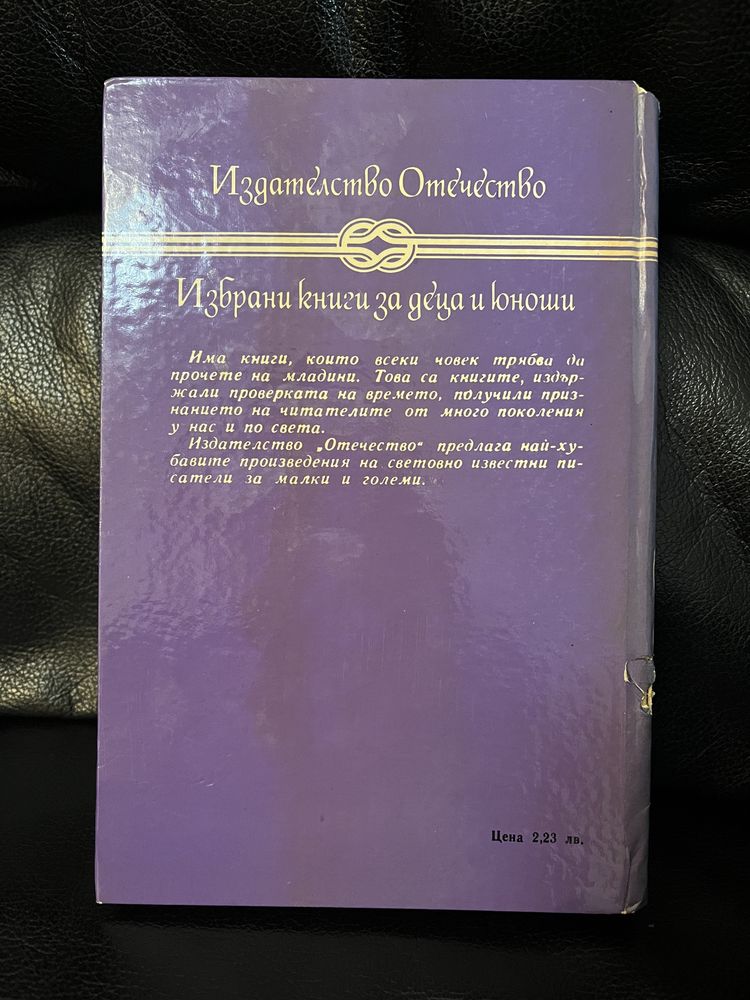 Издателство Отечество
Избрани книги за деца и юноши
Има книги, които всеки човек трябва да
прочете на младини. Това са книгите, издър-
жали проверката на времето, получили приз-
нанието на читателите от много поколения
у нас и по света.
Издателство „Отечество“ предлага най-ху-
бавите произведения на световно известни пи-
сатели за малки и големи.
Цена 2,23 лв.